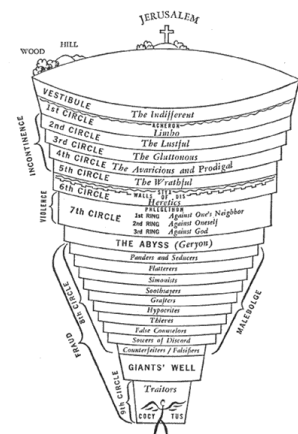 JERUSALEM
WOOD
HILL
VESTIBULE The Indifferent
ACHERON
1st CIRCLE Limbo
2nd CIRCLE The Lustful
3rd CIRCLE The Gluttonous
4th CIRCLE The Avaricious and Prodigal
5th CIRCLE The Wrathful
STYX
WALLS OF DIS
6th CIRCLE Heretics
PHLEGETHON
7th CIRCLE
1st RING Against One's Neighbor
2nd RING Against Oneself
3rd RING Against God
THE ABYSS (Geryon)
Panders and Seducers
Flatterers
Simonists
Soothsayers
Grafters
Hypocrites
Thieves
False Counselors
Sowers of Discord
Counterfeiters / Falsifiers
GIANTS' WELL
Traitors
COCYTUS
INCONTINENCE
VIOLENCE
FRAUD
8th CIRCLE
MALEBOLGE
9th CIRCLE